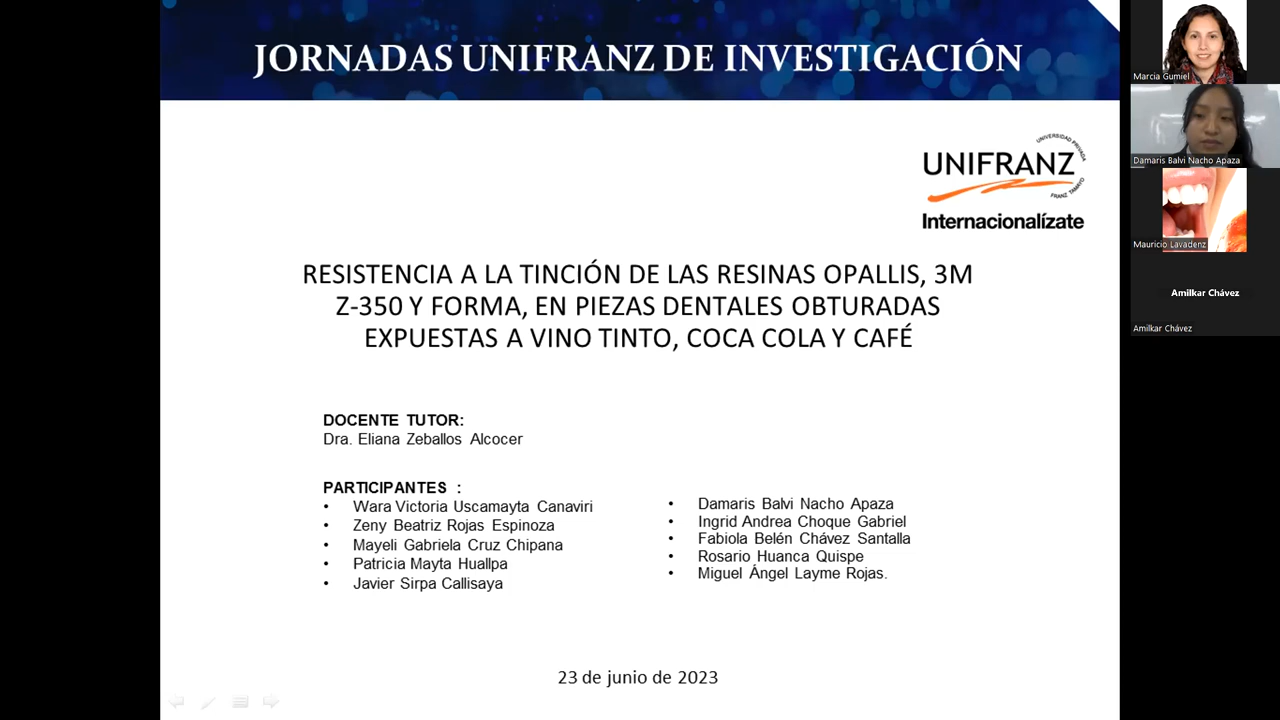 JORNADAS UNIFRANZ DE INVESTIGACIÓN
UNIVERSIDAD PRIVADA
UNIFRANZ
FRANZ TAMAYO
Internacionalízate
RESISTENCIA A LA TINCIÓN DE LAS RESINAS OPALLIS, 3M
Z-350 Y FORMA, EN PIEZAS DENTALES OBTURADAS
EXPUESTAS A VINO TINTO, COCA COLA Y CAFÉ
DOCENTE TUTOR:
Dra. Eliana Zeballos Alcocer
PARTICIPANTES :
• Wara Victoria Uscamayta Canaviri
• Zeny Beatriz Rojas Espinoza
• Mayeli Gabriela Cruz Chipana
• Patricia Mayta Huallpa
• Javier Sirpa Callisaya
• Damaris Balvi Nacho Apaza
• Ingrid Andrea Choque Gabriel
• Fabiola Belén Chávez Santalla
• Rosario Huanca Quispe
• Miguel Ángel Layme Rojas.
23 de junio de 2023
Marcia Gumiel
Damaris Balvi Nacho Apaza
Mauricio Lavadenz
Amilkar Chávez
Amilkar Chávez